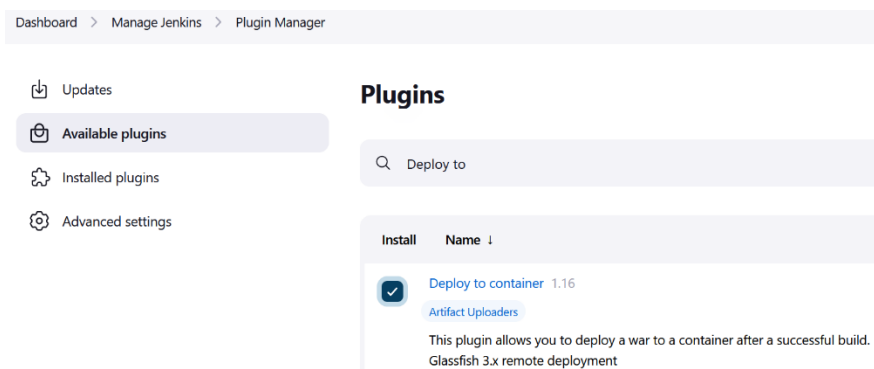 Dashboard > Manage Jenkins > Plugin Manager
Updates
Available plugins
Installed plugins
Advanced settings
Plugins
Deploy to
Install Name ↓
Deploy to container 1.16
Artifact Uploaders
This plugin allows you to deploy a war to a container after a successful build.
Glassfish 3.x remote deployment